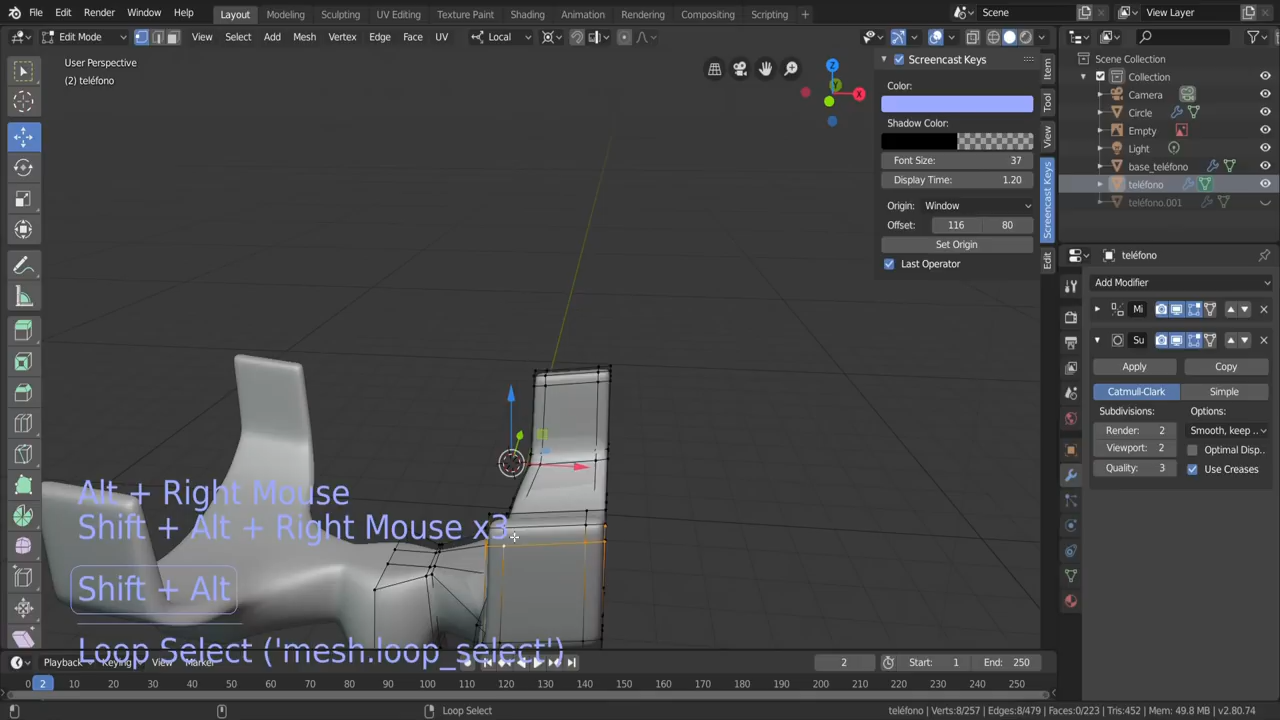 File Edit Render Window Help Layout Modeling Sculpting UV Editing Texture Paint Shading Animation Rendering Compositing Scripting + Scene View Layer
Edit Mode View Select Add Mesh Vertex Edge Face UV Local
User Perspective
(2) teléfono
Z
Y
X
Screencast Keys
Color:
Shadow Color:
Font Size: 37
Display Time: 1.20
Origin: Window
Offset: 116 80
Set Origin
Last Operator
Item
Tool
View
Screencast Keys
Edit
Scene Collection
Collection
Camera
Circle
Empty
Light
base_teléfono
teléfono
teléfono.001
teléfono
Add Modifier
Mi
Su
Apply Copy
Catmull-Clark Simple
Subdivisions: Options:
Render: 2 Smooth, keep ..
Viewport: 2 Optimal Disp..
Quality: 3 Use Creases
Alt + Right Mouse
Shift + Alt + Right Mouse x3
Shift + Alt
Loop Select ('mesh.loop_select')
Playback Keying View Marker 2 Start: 1 End: 250
0 2 10 20 30 40 50 60 70 80 90 100 110 120 130 140 150 160 170 180 190 200 210 220 230 240 250
Loop Select teléfono | Verts:8/257 | Edges:8/479 | Faces:0/223 | Tris:452 | Mem: 49.8 MB | v2.80.74